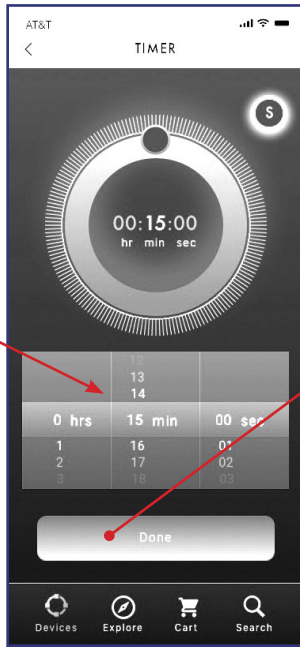 AT&T
TIMER
S
00:15:00
hr min sec
12
13
14
0 hrs 15 min 00 sec
1 16 01
2 17 02
3 18 03
Done
Devices Explore Cart Search